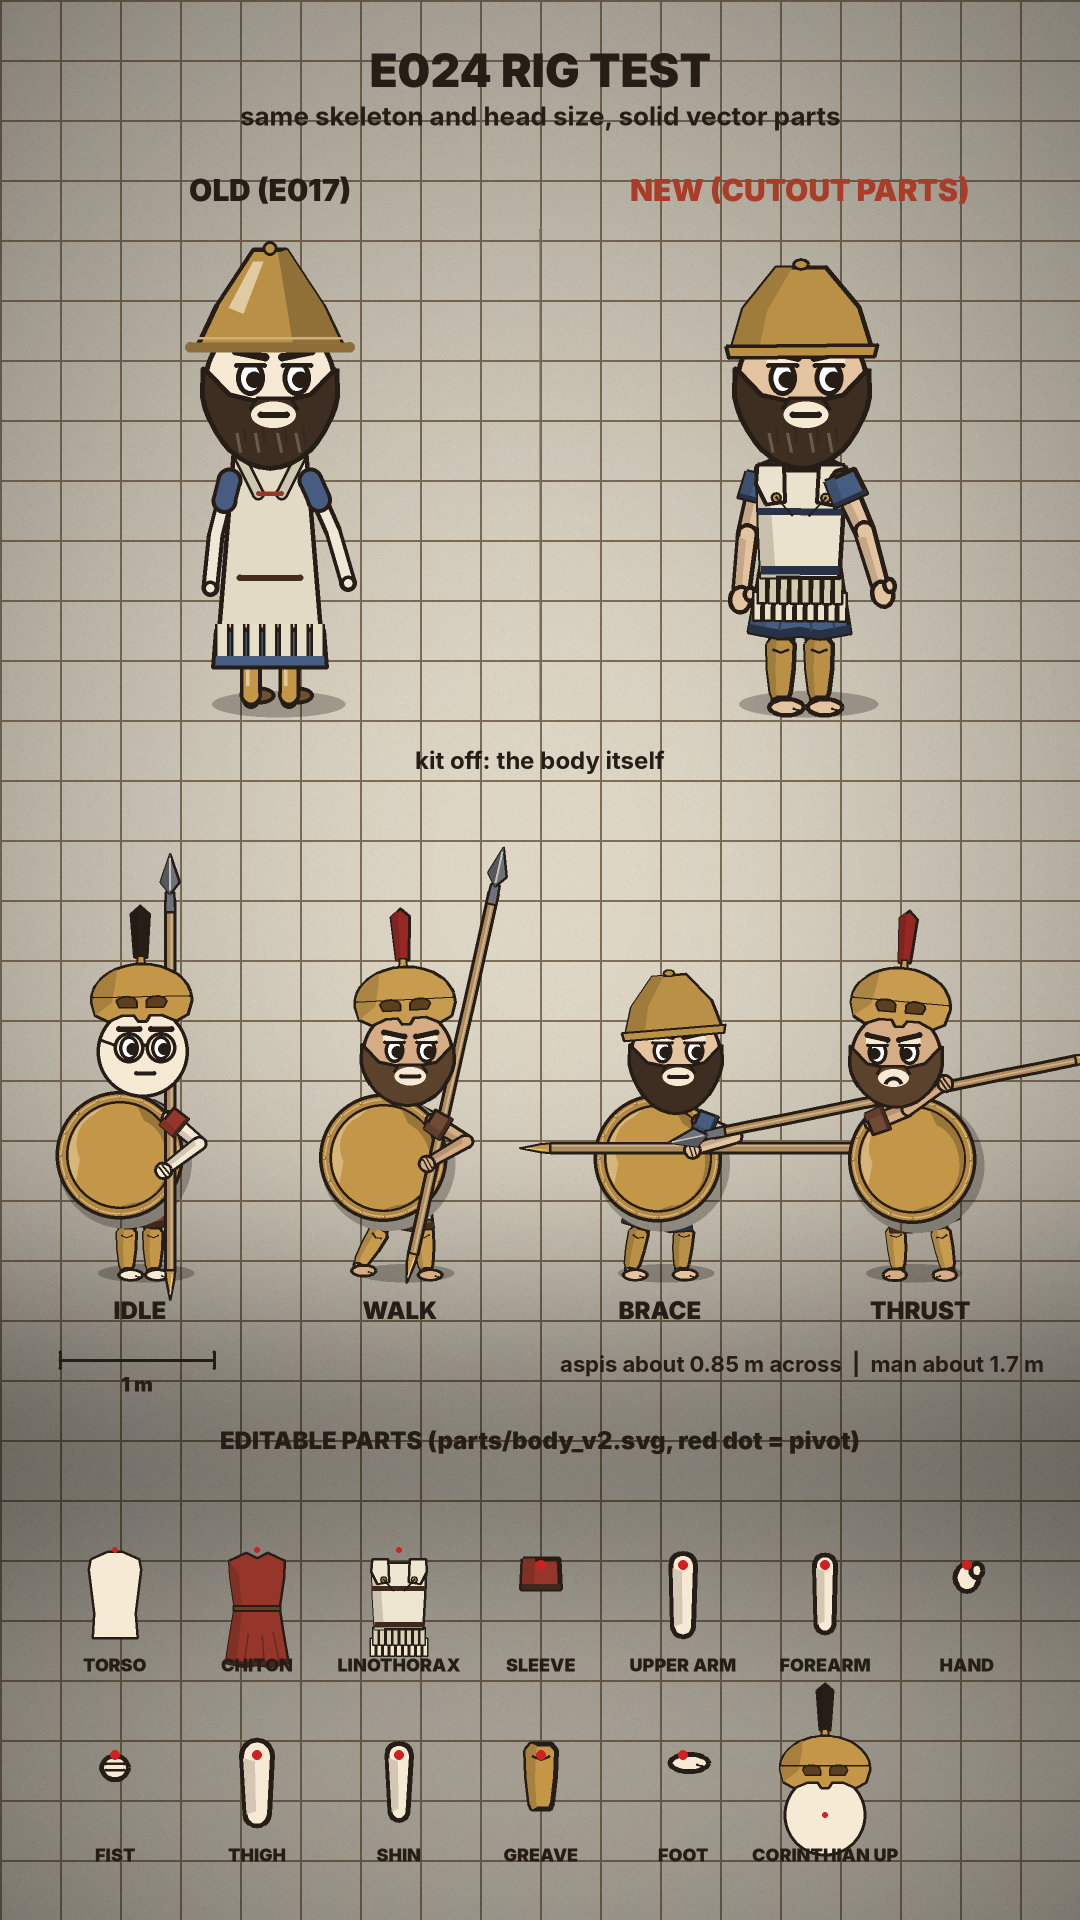 E024 RIG TEST
same skeleton and head size, solid vector parts
OLD (E017)
NEW (CUTOUT PARTS)
kit off: the body itself
IDLE
WALK
BRACE
THRUST
1 m
aspis about 0.85 m across | man about 1.7 m
EDITABLE PARTS (parts/body_v2.svg, red dot = pivot)
TORSO
CHITON
LINOTHORAX
SLEEVE
UPPER ARM
FOREARM
HAND
FIST
THIGH
SHIN
GREAVE
FOOT
CORINTHIAN UP